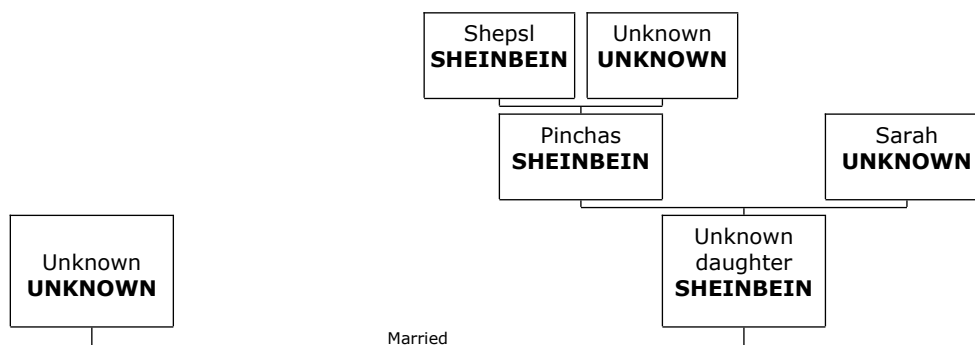 Shepsl
SHEINBEIN
Unknown
UNKNOWN
Pinchas
SHEINBEIN
Sarah
UNKNOWN
Unknown
UNKNOWN
Unknown
daughter
SHEINBEIN
Married